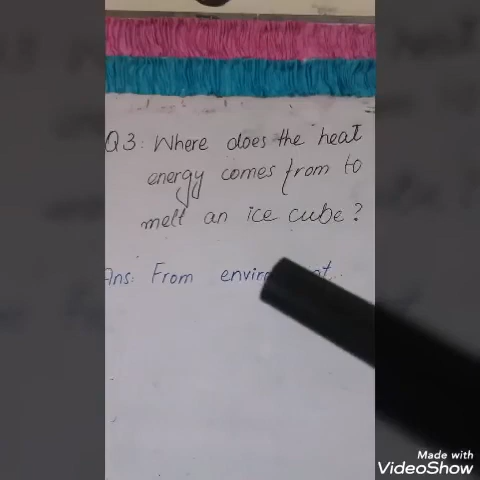 Q3: Where does the heat
energy comes from to
melt an ice cube?
Ans: From
Made with
VideoShow